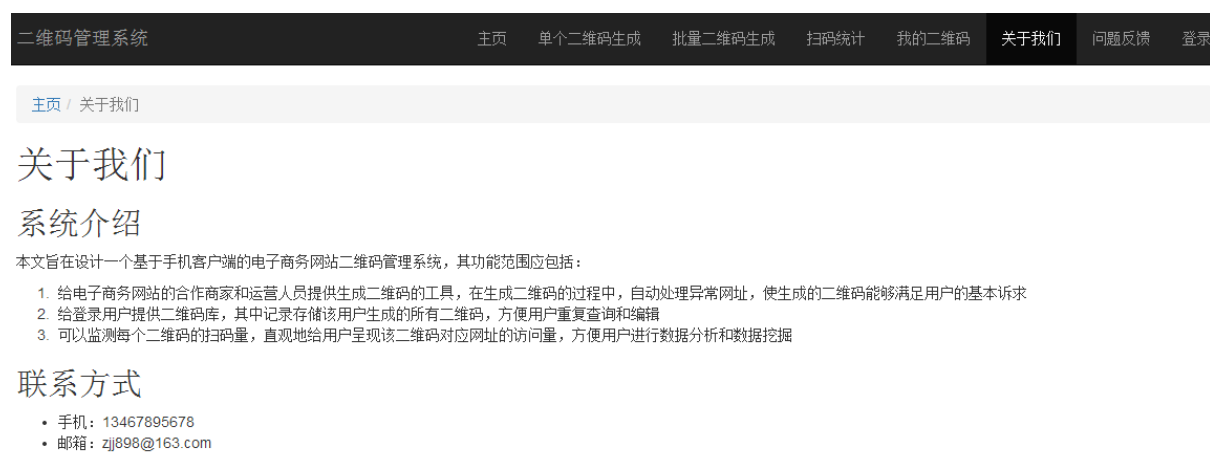 二维码管理系统 主页 单个二维码生成 批量二维码生成 扫码统计 我的二维码 关于我们 问题反馈 登录
主页 / 关于我们
关于我们
系统介绍
本文旨在设计一个基于手机客户端的电子商务网站二维码管理系统，其功能范围应包括：
1. 给电子商务网站的合作商家和运营人员提供生成二维码的工具，在生成二维码的过程中，自动处理异常网址，使生成的二维码能够满足用户的基本诉求
2. 给登录用户提供二维码库，其中记录存储该用户生成的所有二维码，方便用户重复查询和编辑
3. 可以监测每个二维码的扫码量，直观地给用户呈现该二维码对应网址的访问量，方便用户进行数据分析和数据挖掘
联系方式
• 手机：13467895678
• 邮箱：zjj898@163.com